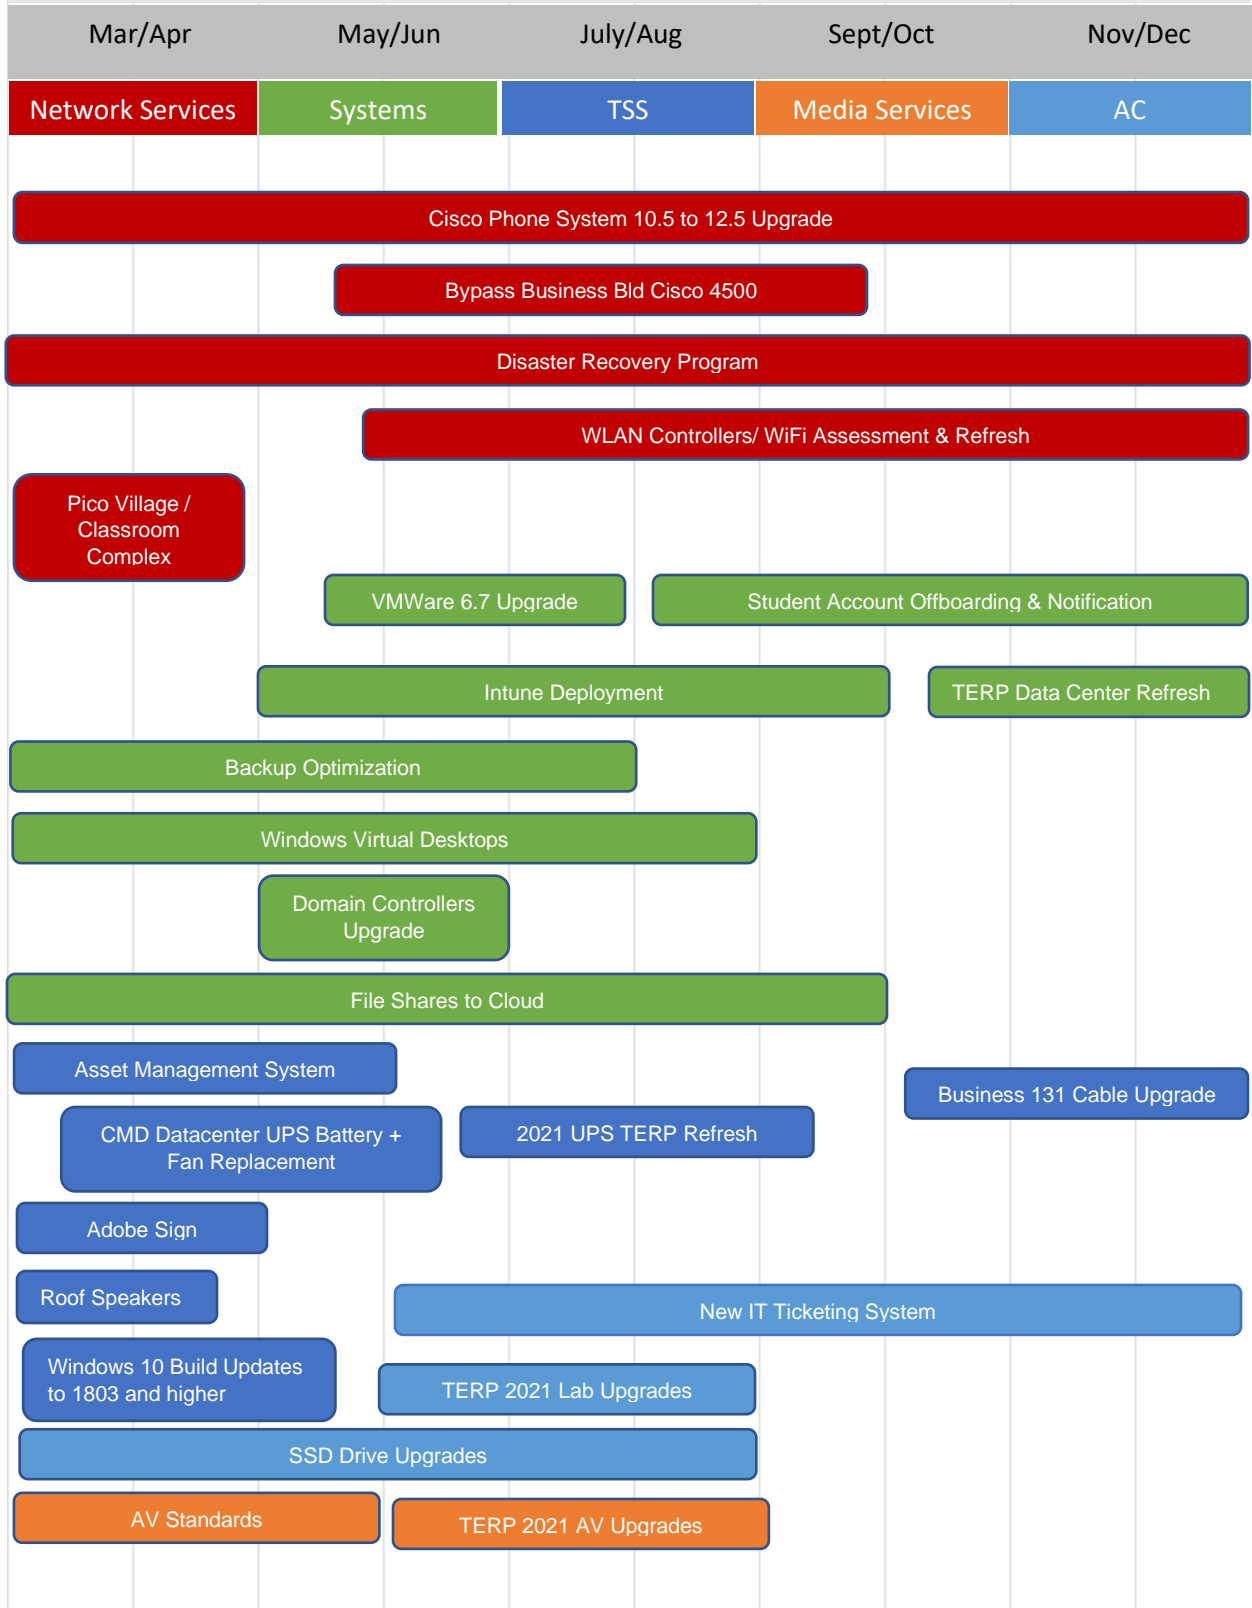 Mar/Apr May/Jun July/Aug Sept/Oct Nov/Dec
Network Services Systems TSS Media Services AC
Cisco Phone System 10.5 to 12.5 Upgrade
Bypass Business Bld Cisco 4500
Disaster Recovery Program
WLAN Controllers/ WiFi Assessment & Refresh
Pico Village /
Classroom
Complex
VMWare 6.7 Upgrade
Student Account Offboarding & Notification
Intune Deployment
TERP Data Center Refresh
Backup Optimization
Windows Virtual Desktops
Domain Controllers
Upgrade
File Shares to Cloud
Asset Management System
Business 131 Cable Upgrade
CMD Datacenter UPS Battery +
Fan Replacement
2021 UPS TERP Refresh
Adobe Sign
Roof Speakers
New IT Ticketing System
Windows 10 Build Updates
to 1803 and higher
TERP 2021 Lab Upgrades
SSD Drive Upgrades
AV Standards
TERP 2021 AV Upgrades